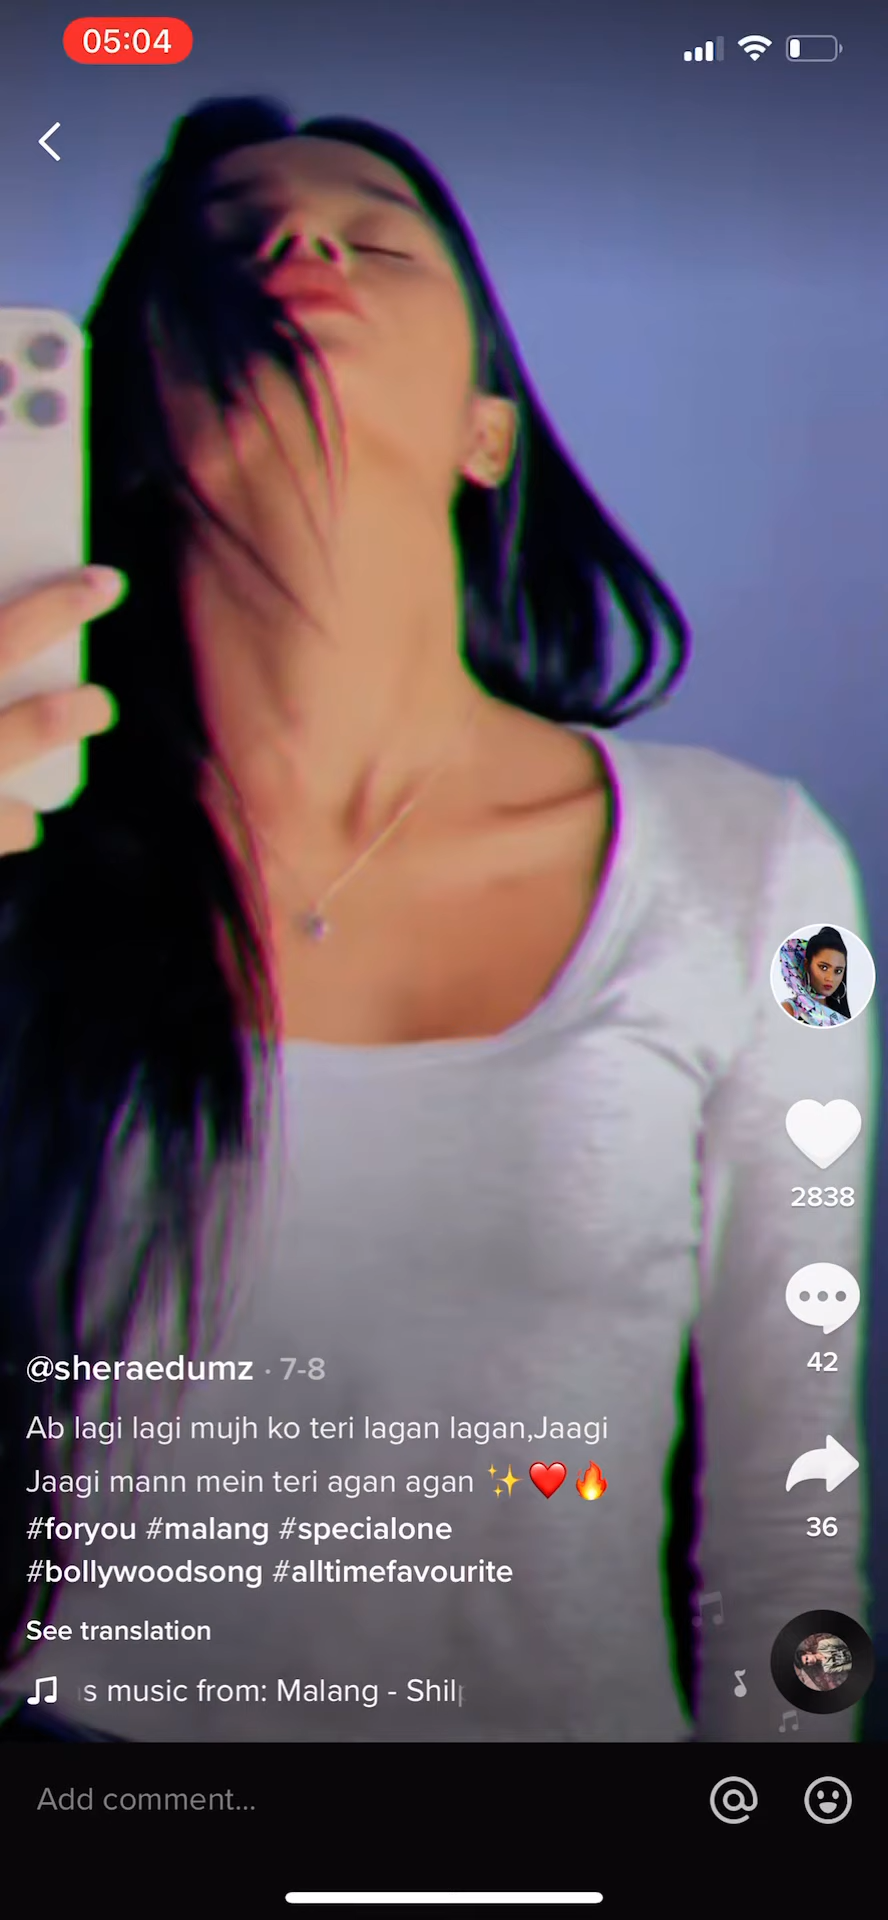 05:04
2838
42
36
@sheraedumz · 7-8
Ab lagi lagi mujh ko teri lagan lagan,Jaagi
Jaagi mann mein teri agan agan ✨❤️🔥
#foryou #malang #specialone
#bollywoodsong #alltimefavourite
See translation
s music from: Malang - Shil
Add comment...